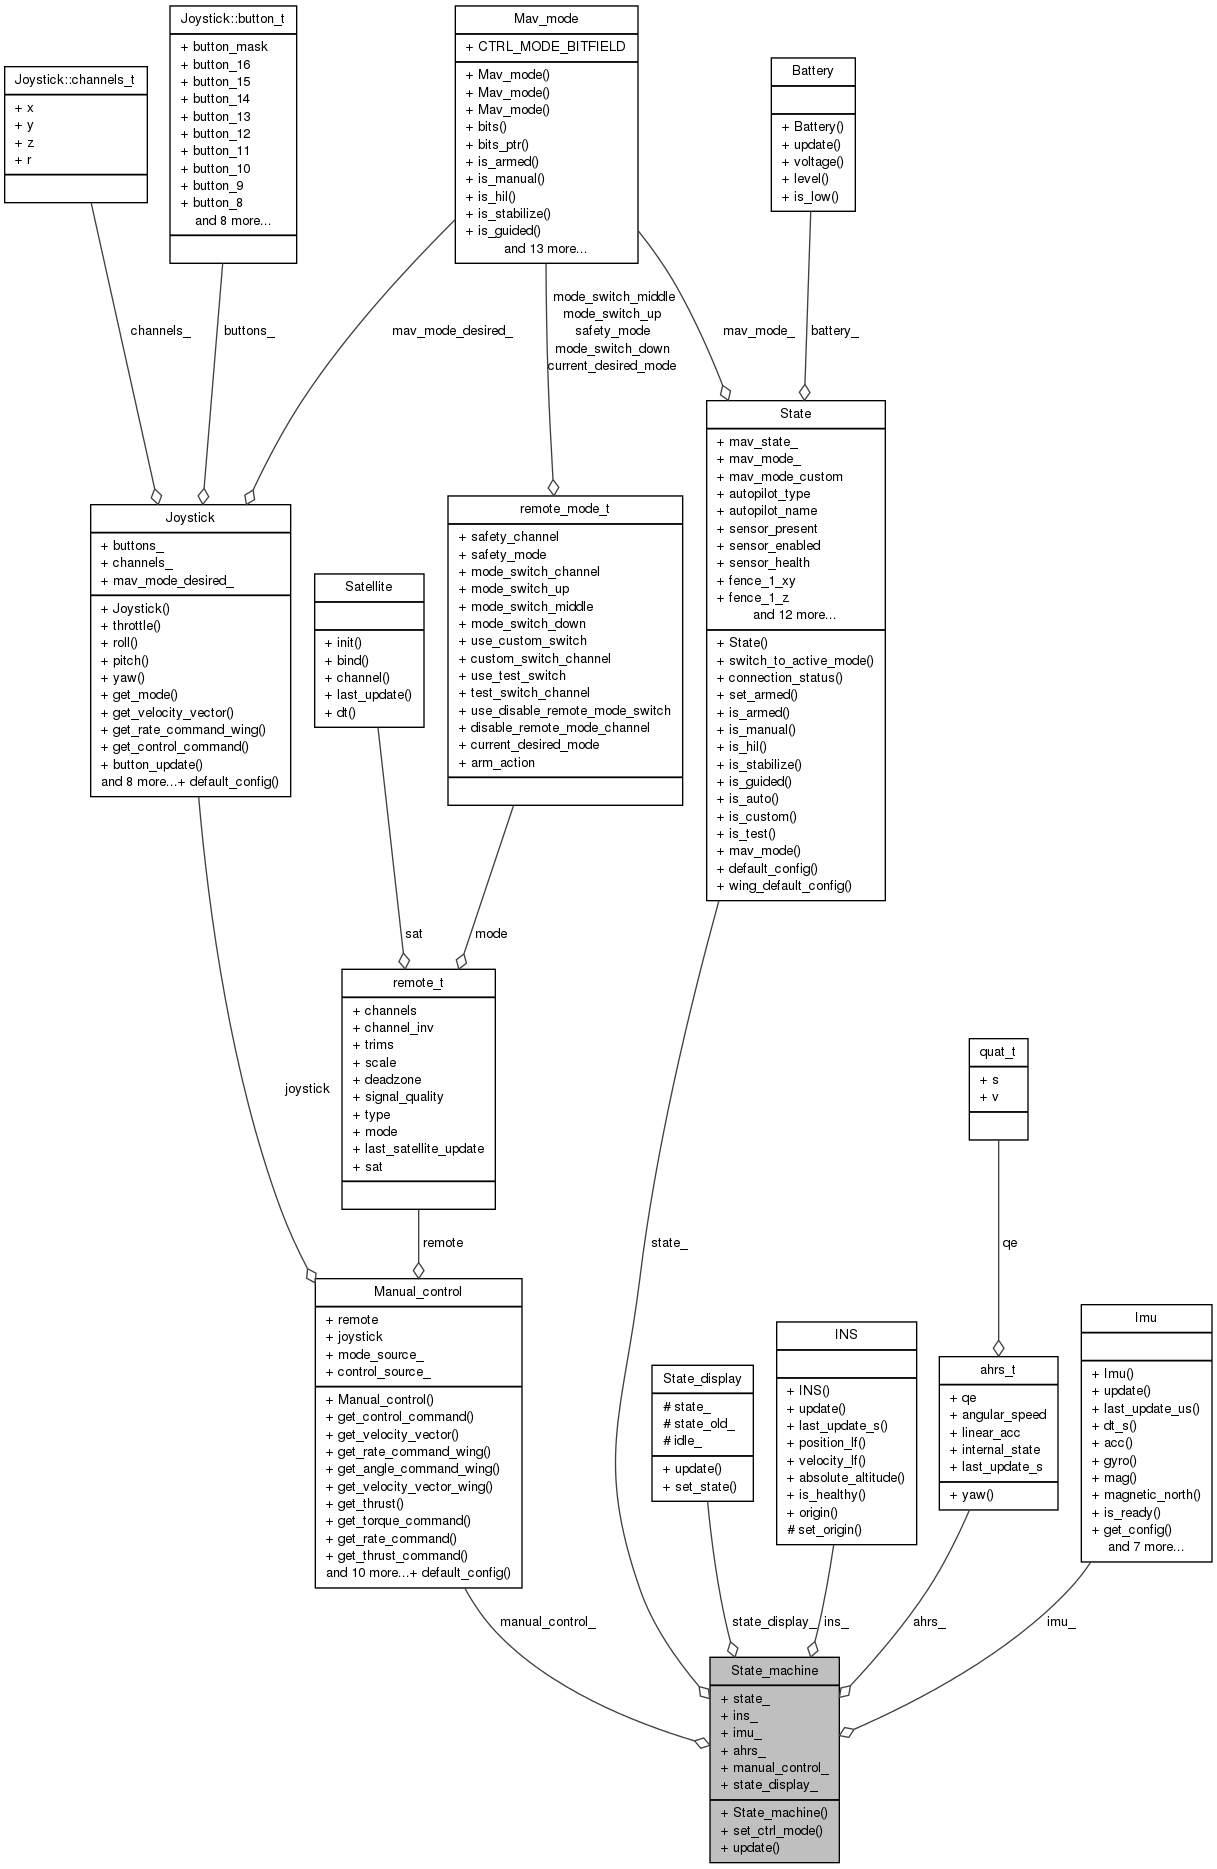 Joystick::button_t
+ button_mask
+ button_16
+ button_15
+ button_14
+ button_13
+ button_12
+ button_11
+ button_10
+ button_9
+ button_8
and 8 more...
Mav_mode
+ CTRL_MODE_BITFIELD
+ Mav_mode()
+ Mav_mode()
+ Mav_mode()
+ bits()
+ bits_ptr()
+ is_armed()
+ is_manual()
+ is_hil()
+ is_stabilize()
+ is_guided()
and 13 more...
Joystick::channels_t
+ x
+ y
+ z
+ r
Battery
+ Battery()
+ update()
+ voltage()
+ level()
+ is_low()
channels_
buttons_
mav_mode_desired_
mode_switch_middle
mode_switch_up
safety_mode
mode_switch_down
current_desired_mode
mav_mode_
battery_
State
+ mav_state_
+ mav_mode_
+ mav_mode_custom
+ autopilot_type
+ autopilot_name
+ sensor_present
+ sensor_enabled
+ sensor_health
+ fence_1_xy
+ fence_1_z
and 12 more...
+ State()
+ switch_to_active_mode()
+ connection_status()
+ set_armed()
+ is_armed()
+ is_manual()
+ is_hil()
+ is_stabilize()
+ is_guided()
+ is_auto()
+ is_custom()
+ is_test()
+ mav_mode()
+ default_config()
+ wing_default_config()
Joystick
+ buttons_
+ channels_
+ mav_mode_desired_
+ Joystick()
+ throttle()
+ roll()
+ pitch()
+ yaw()
+ get_mode()
+ get_velocity_vector()
+ get_rate_command_wing()
+ get_control_command()
+ button_update()
and 8 more...+ default_config()
Satellite
+ init()
+ bind()
+ channel()
+ last_update()
+ dt()
remote_mode_t
+ safety_channel
+ safety_mode
+ mode_switch_channel
+ mode_switch_up
+ mode_switch_middle
+ mode_switch_down
+ use_custom_switch
+ custom_switch_channel
+ use_test_switch
+ test_switch_channel
+ use_disable_remote_mode_switch
+ disable_remote_mode_channel
+ current_desired_mode
+ arm_action
sat
mode
remote_t
+ channels
+ channel_inv
+ trims
+ scale
+ deadzone
+ signal_quality
+ type
+ mode
+ last_satellite_update
+ sat
joystick
remote
state_
quat_t
+ s
+ v
qe
Manual_control
+ remote
+ joystick
+ mode_source_
+ control_source_
+ Manual_control()
+ get_control_command()
+ get_velocity_vector()
+ get_rate_command_wing()
+ get_angle_command_wing()
+ get_velocity_vector_wing()
+ get_thrust()
+ get_torque_command()
+ get_rate_command()
+ get_thrust_command()
and 10 more...+ default_config()
State_display
# state_
# state_old_
# idle_
+ update()
+ set_state()
INS
+ INS()
+ update()
+ last_update_s()
+ position_lf()
+ velocity_lf()
+ absolute_altitude()
+ is_healthy()
+ origin()
# set_origin()
ahrs_t
+ qe
+ angular_speed
+ linear_acc
+ internal_state
+ last_update_s
+ yaw()
Imu
+ Imu()
+ update()
+ last_update_us()
+ dt_s()
+ acc()
+ gyro()
+ mag()
+ magnetic_north()
+ is_ready()
+ get_config()
and 7 more...
manual_control_
state_display_
ins_
ahrs_
imu_
State_machine
+ state_
+ ins_
+ imu_
+ ahrs_
+ manual_control_
+ state_display_
+ State_machine()
+ set_ctrl_mode()
+ update()